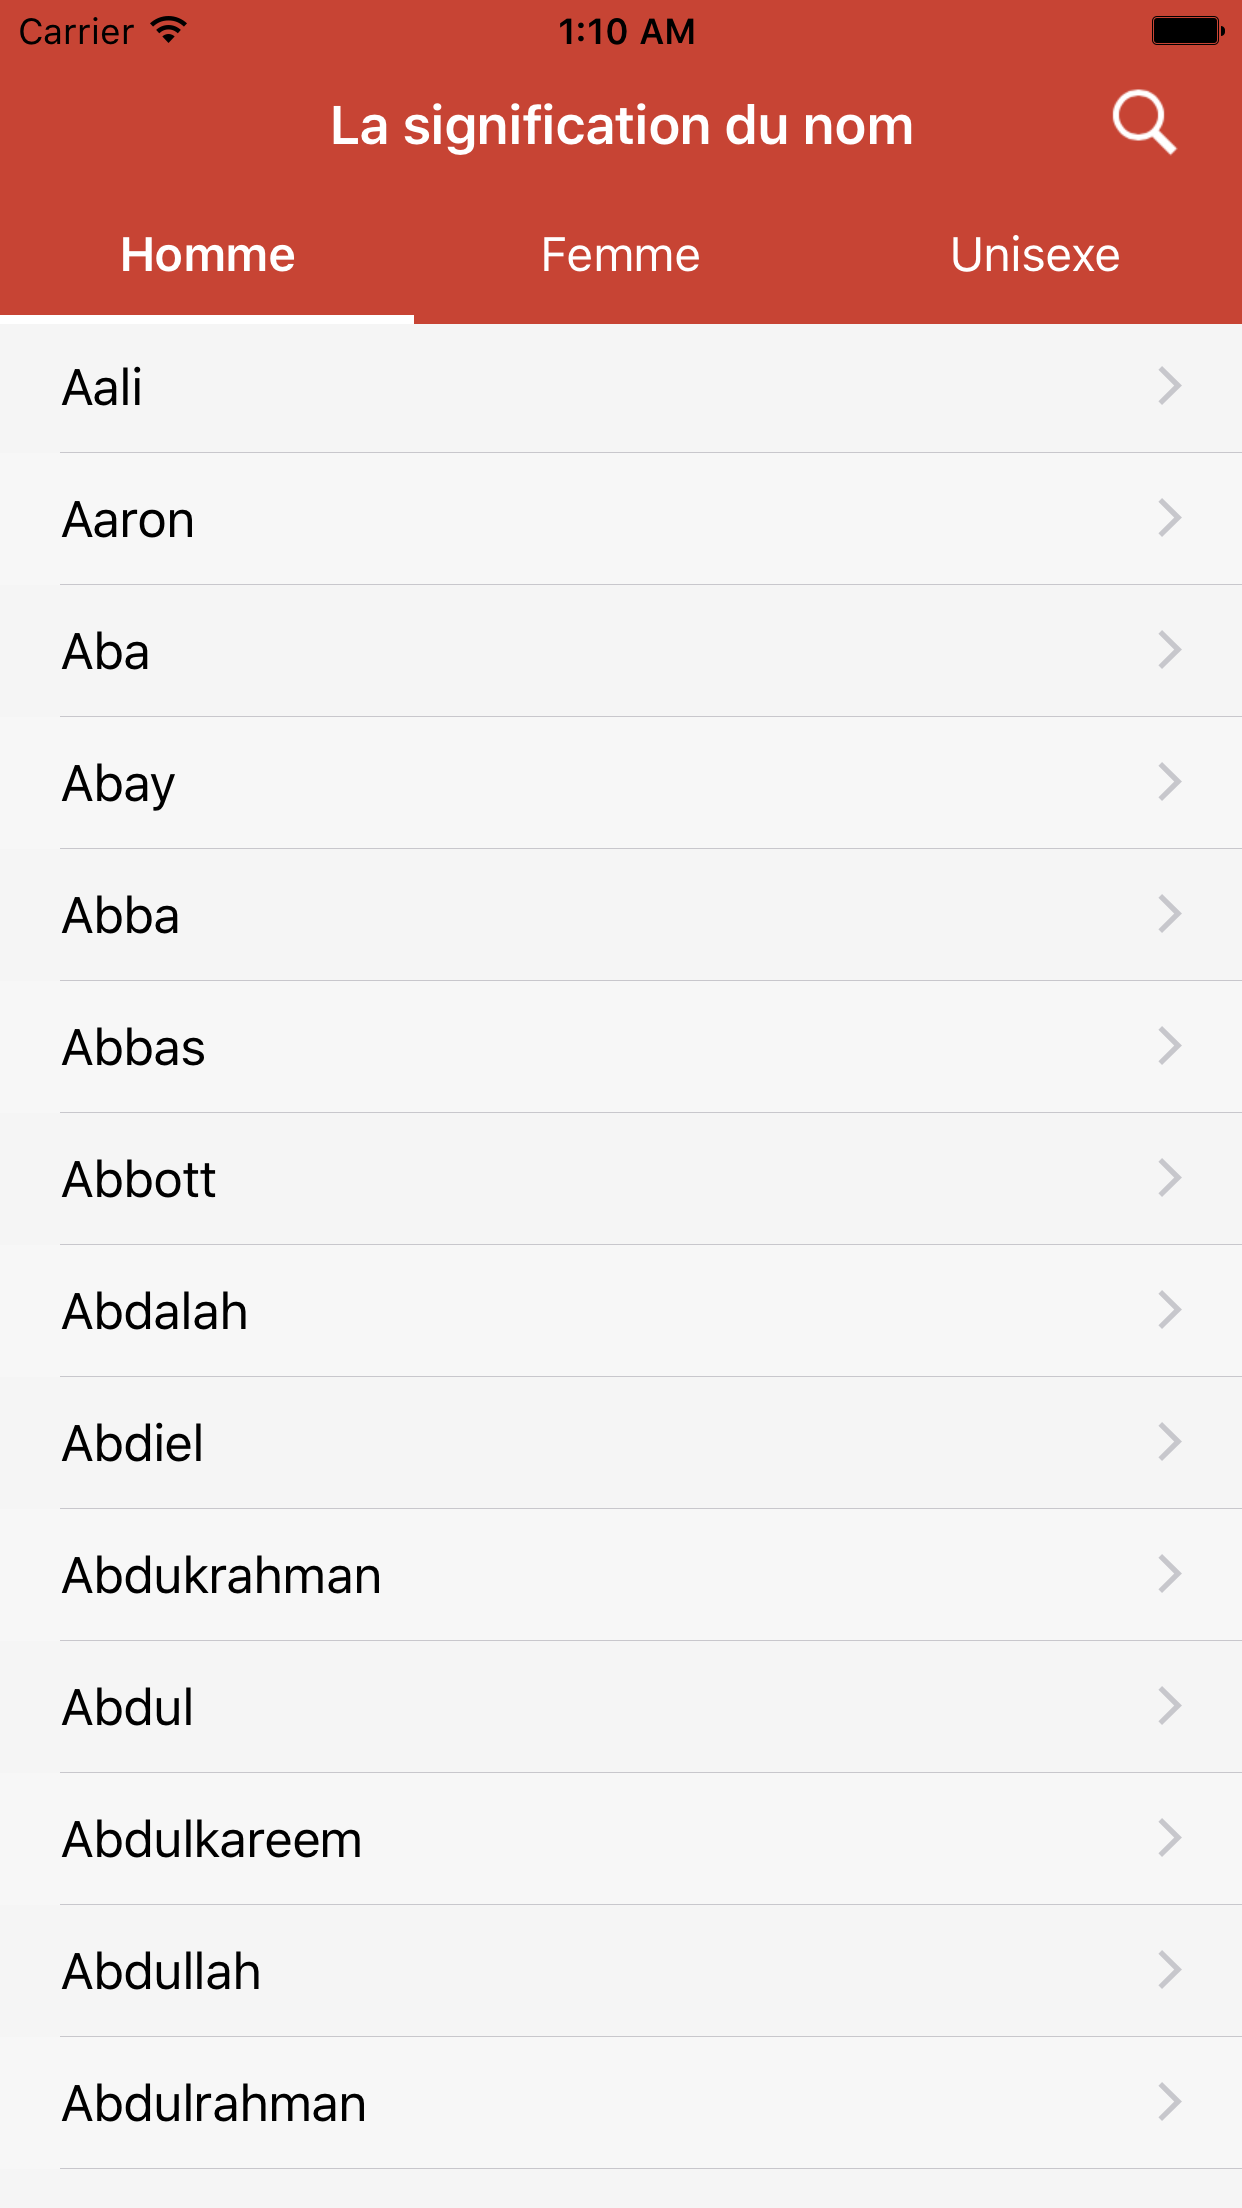 Carrier 1:10 AM
La signification du nom
Homme Femme Unisexe
Aali
Aaron
Aba
Abay
Abba
Abbas
Abbott
Abdalah
Abdiel
Abdukrahman
Abdul
Abdulkareem
Abdullah
Abdulrahman